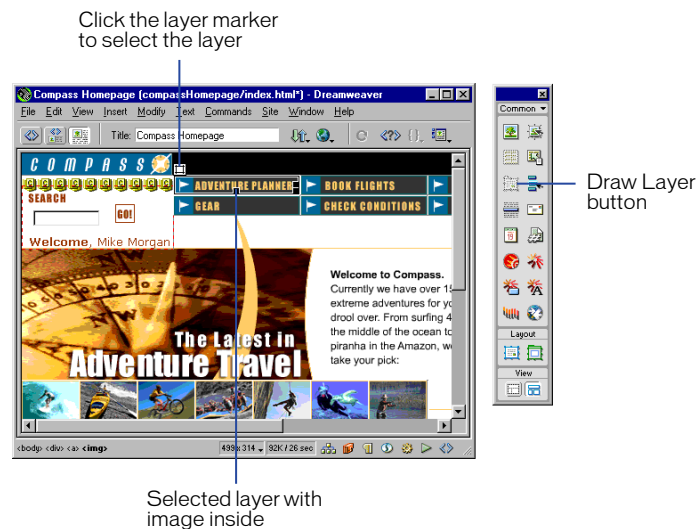 Click the layer marker
to select the layer
Compass Homepage (compassHomepage/index.html*) - Dreamweaver
File Edit View Insert Modify Text Commands Site Window Help
Title: Compass Homepage
Common
COMPASS
ADVENTURE PLANNER
BOOK FLIGHTS
GEAR
CHECK CONDITIONS
SEARCH
GO!
Welcome, Mike Morgan
Draw Layer
button
Welcome to Compass.
Currently we have over 15
extreme adventures for yo
drool over. From surfing 4
the middle of the ocean to
piranha in the Amazon, we
take your pick:
The Latest in
Adventure Travel
Layout
View
<body> <div> <a> <img>
499 x 314
92K / 26 sec
Selected layer with
image inside